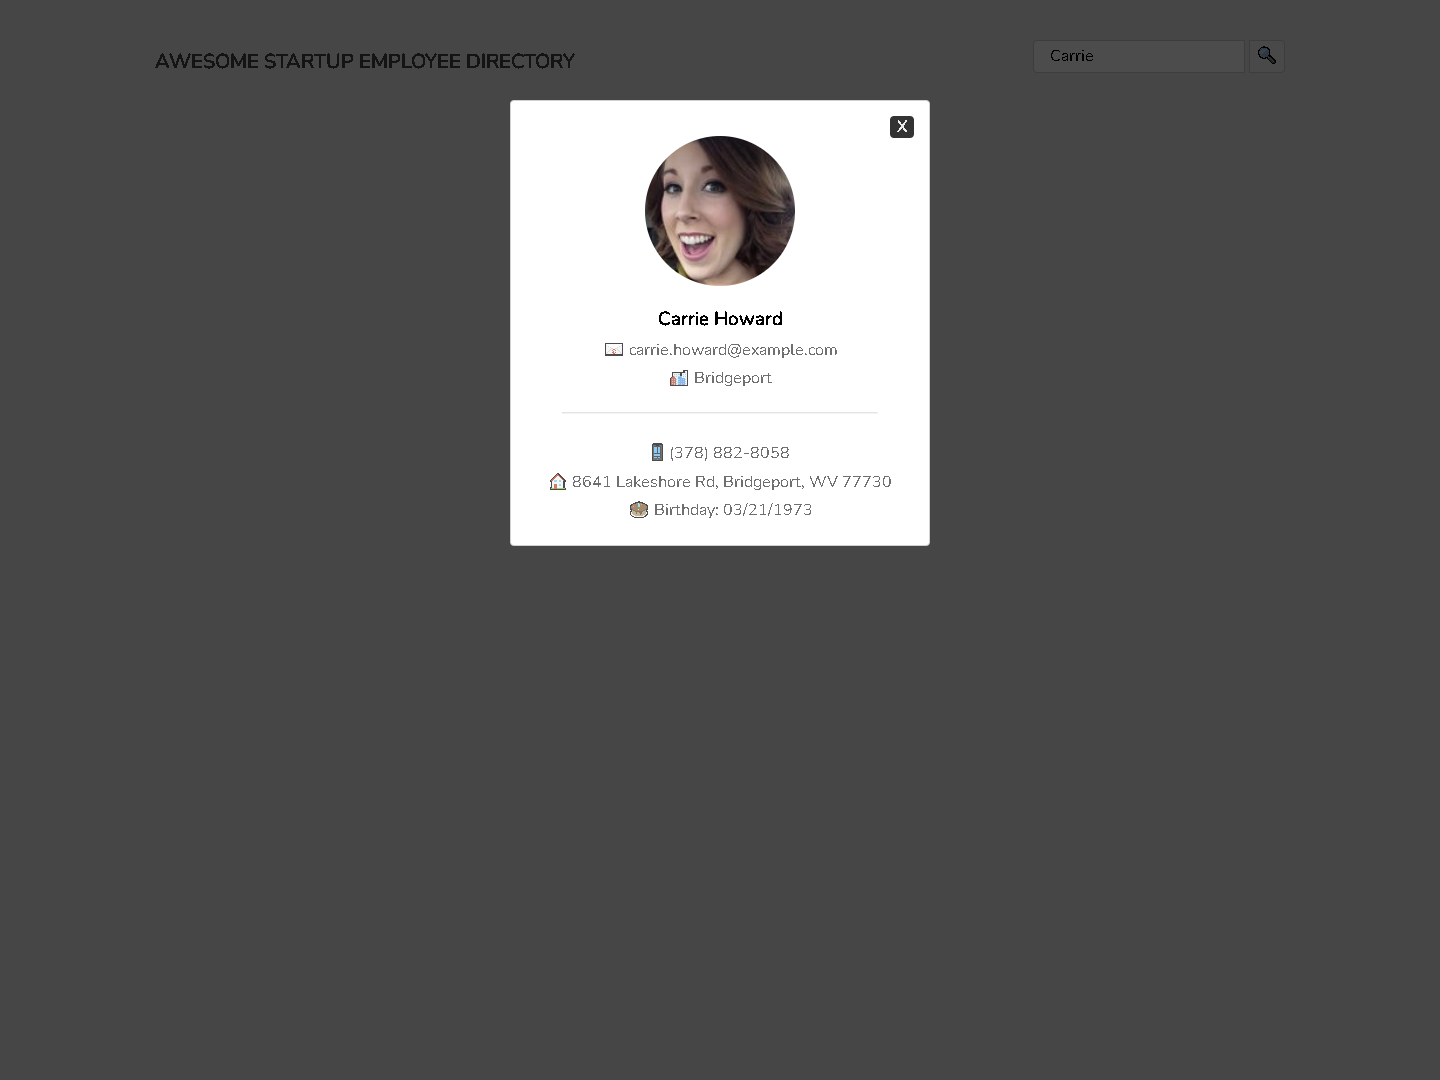 AWESOME STARTUP EMPLOYEE DIRECTORY
Carrie
X
Carrie Howard
carrie.howard@example.com
Bridgeport
(378) 882-8058
8641 Lakeshore Rd, Bridgeport, WV 77730
Birthday: 03/21/1973